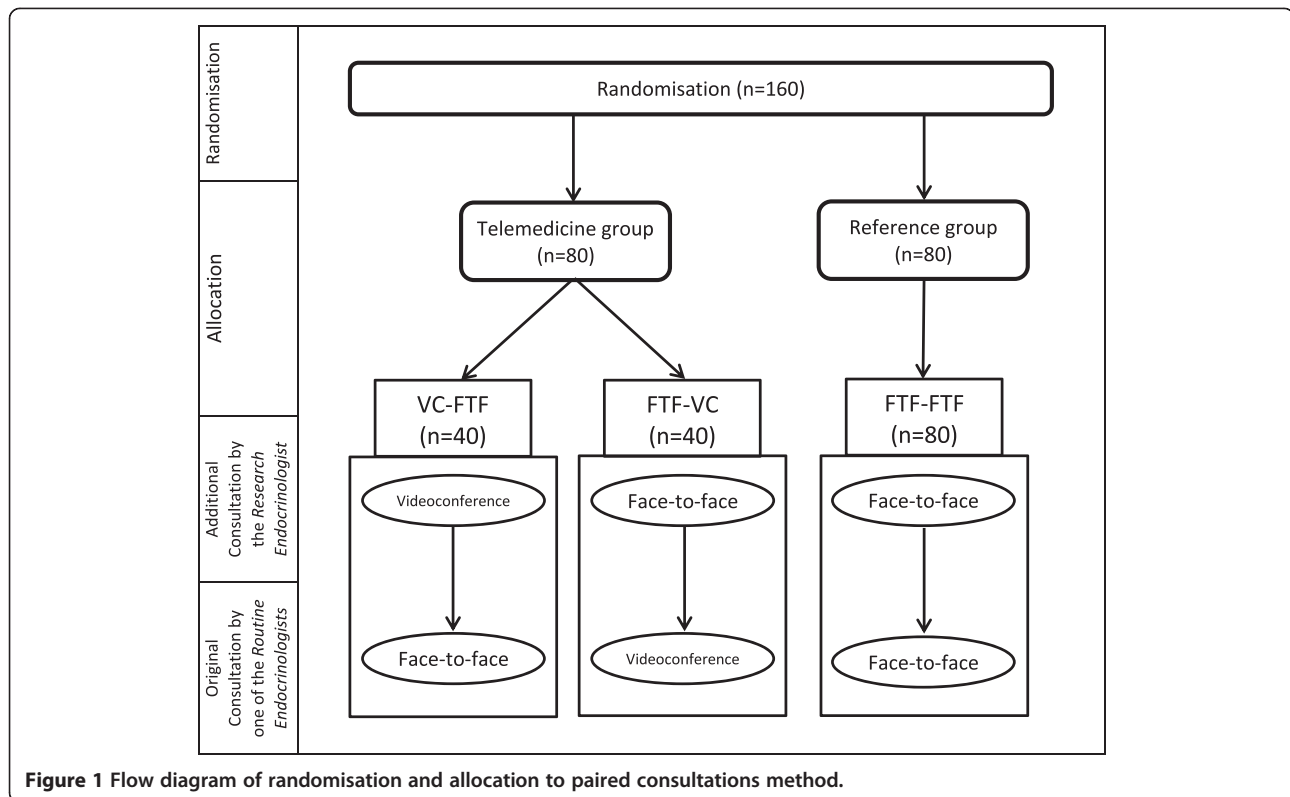 Randomisation
Randomisation (n=160)
Allocation
Telemedicine group
(n=80)
Reference group
(n=80)
VC-FTF
(n=40)
FTF-VC
(n=40)
FTF-FTF
(n=80)
Additional
Consultation by
the Research
Endocrinologist
Videoconference
Face-to-face
Face-to-face
Original
Consultation by
one of the Routine
Endocrinologists
Face-to-face
Videoconference
Face-to-face
Figure 1 Flow diagram of randomisation and allocation to paired consultations method.